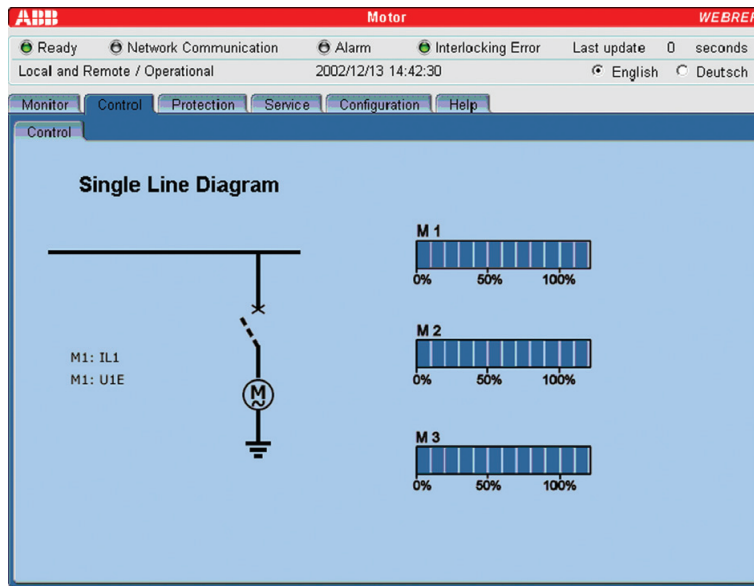 ABB Motor WEBREF
Ready Network Communication Alarm Interlocking Error Last update 0 seconds
Local and Remote / Operational 2002/12/13 14:42:30 English Deutsch
Monitor Control Protection Service Configuration Help
Control
Single Line Diagram
M 1
0% 50% 100%
M1: IL1
M1: U1E
M
M 2
0% 50% 100%
M 3
0% 50% 100%